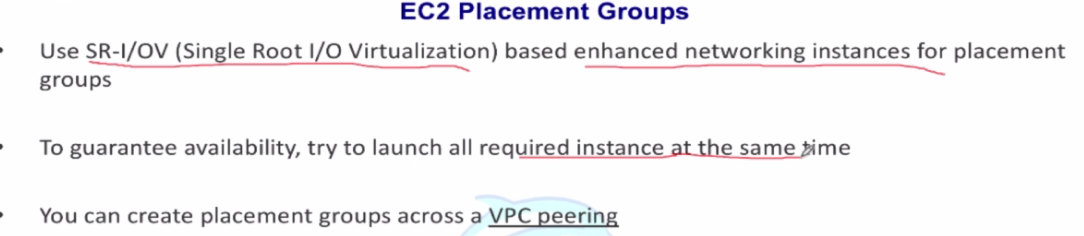 EC2 Placement Groups
• Use SR-I/OV (Single Root I/O Virtualization) based enhanced networking instances for placement
groups
• To guarantee availability, try to launch all required instance at the same time
• You can create placement groups across a VPC peering